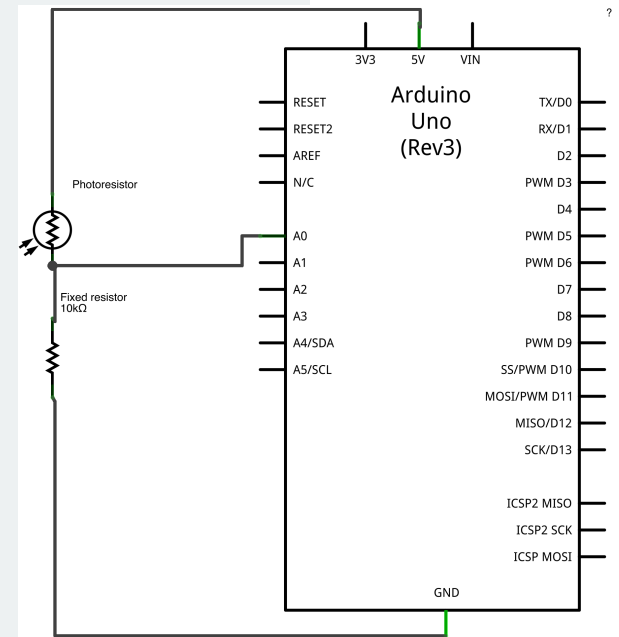 ?
3V3
5V
VIN
Arduino
Uno
(Rev3)
RESET
RESET2
AREF
N/C
A0
A1
A2
A3
A4/SDA
A5/SCL
TX/D0
RX/D1
D2
PWM D3
D4
PWM D5
PWM D6
D7
D8
PWM D9
SS/PWM D10
MOSI/PWM D11
MISO/D12
SCK/D13
ICSP2 MISO
ICSP2 SCK
ICSP MOSI
GND
Photoresistor
Fixed resistor
10kΩ